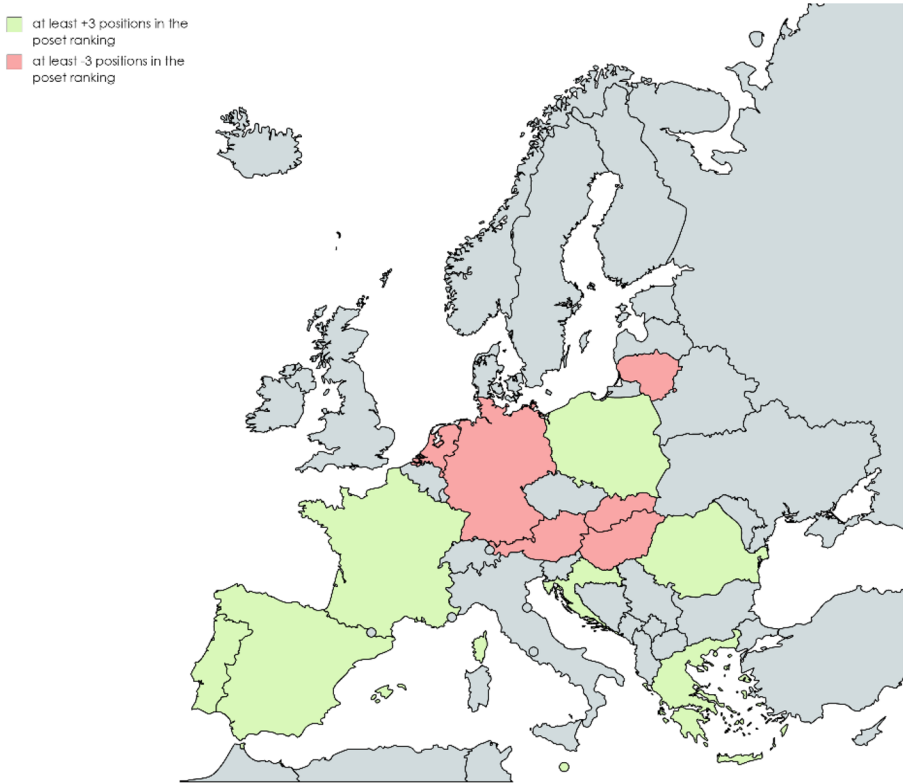 at least +3 positions in the
poset ranking
at least -3 positions in the
poset ranking